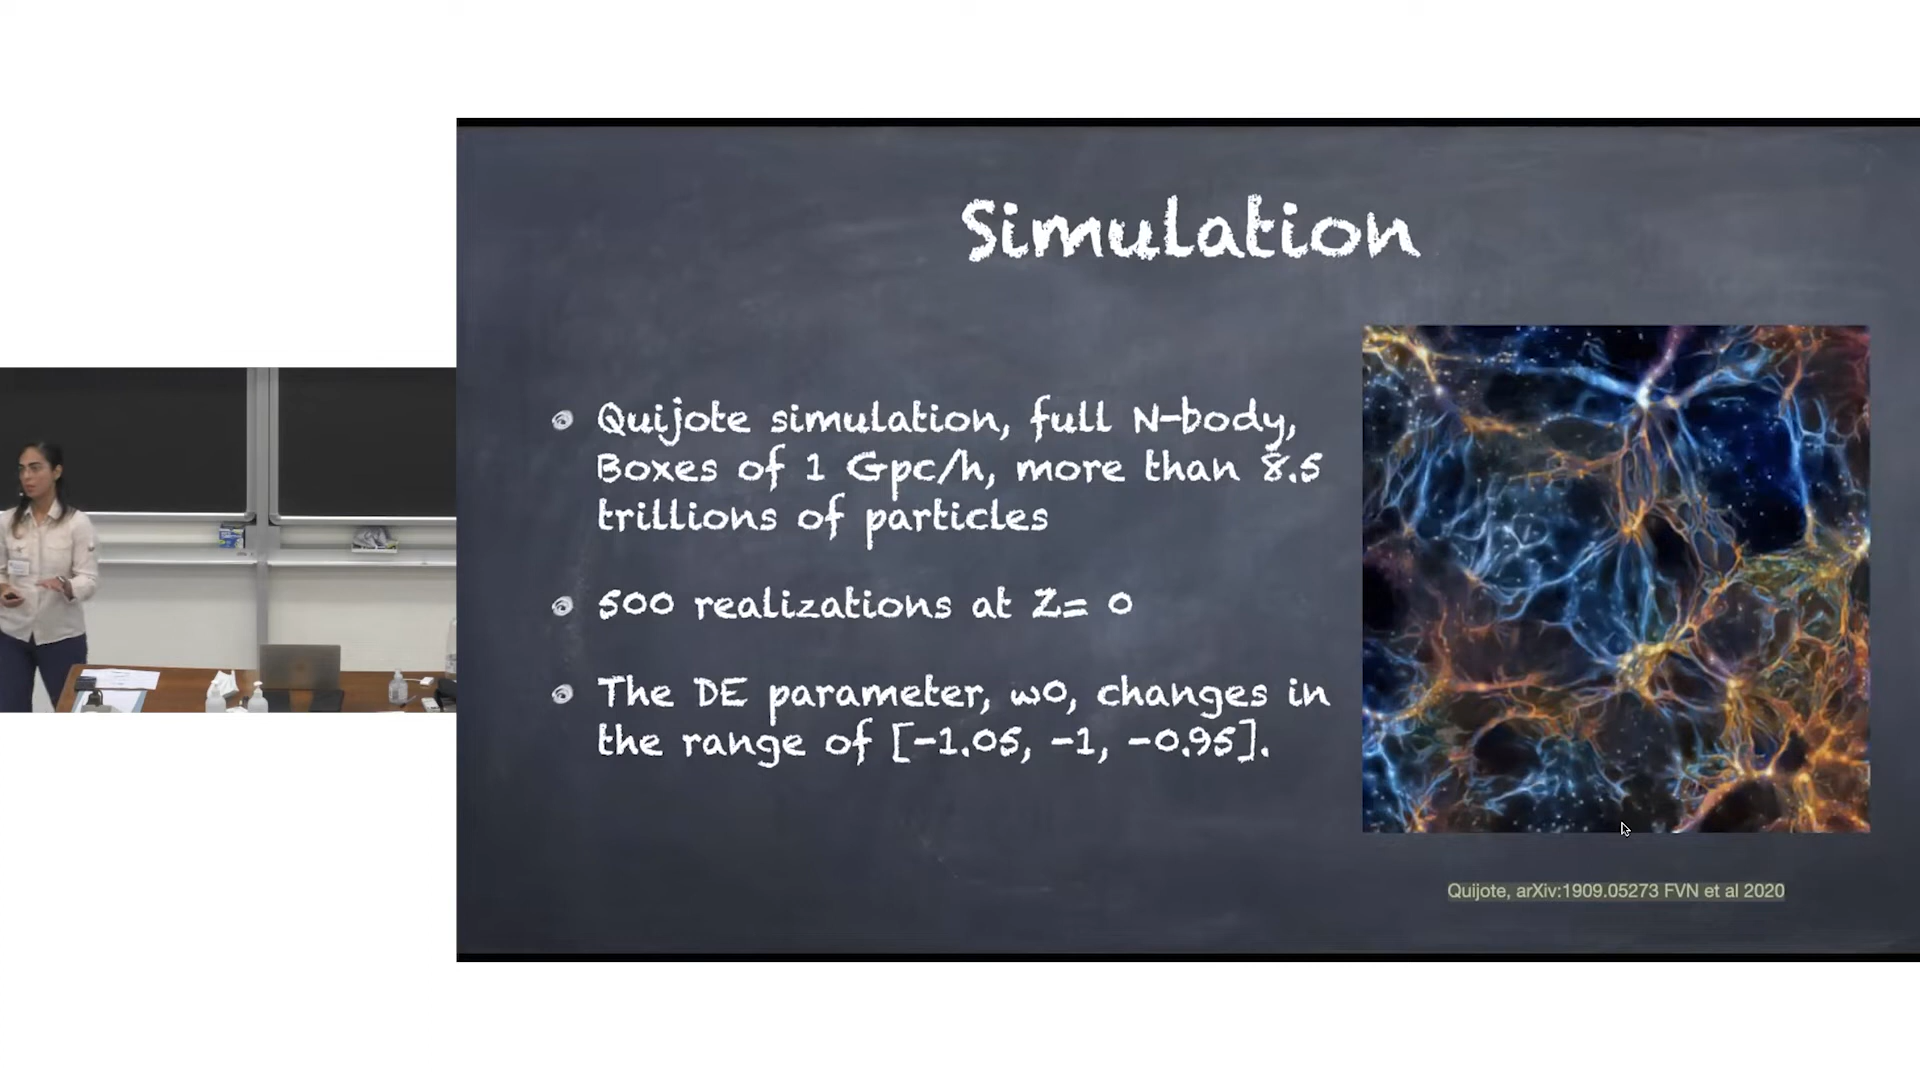 Simulation
Quijote simulation, full N-body,
Boxes of 1 Gpc/h, more than 8.5
trillions of particles
500 realizations at Z= 0
The DE parameter, w0, changes in
the range of [-1.05, -1, -0.95].
Quijote, arXiv:1909.05273 FVN et al 2020